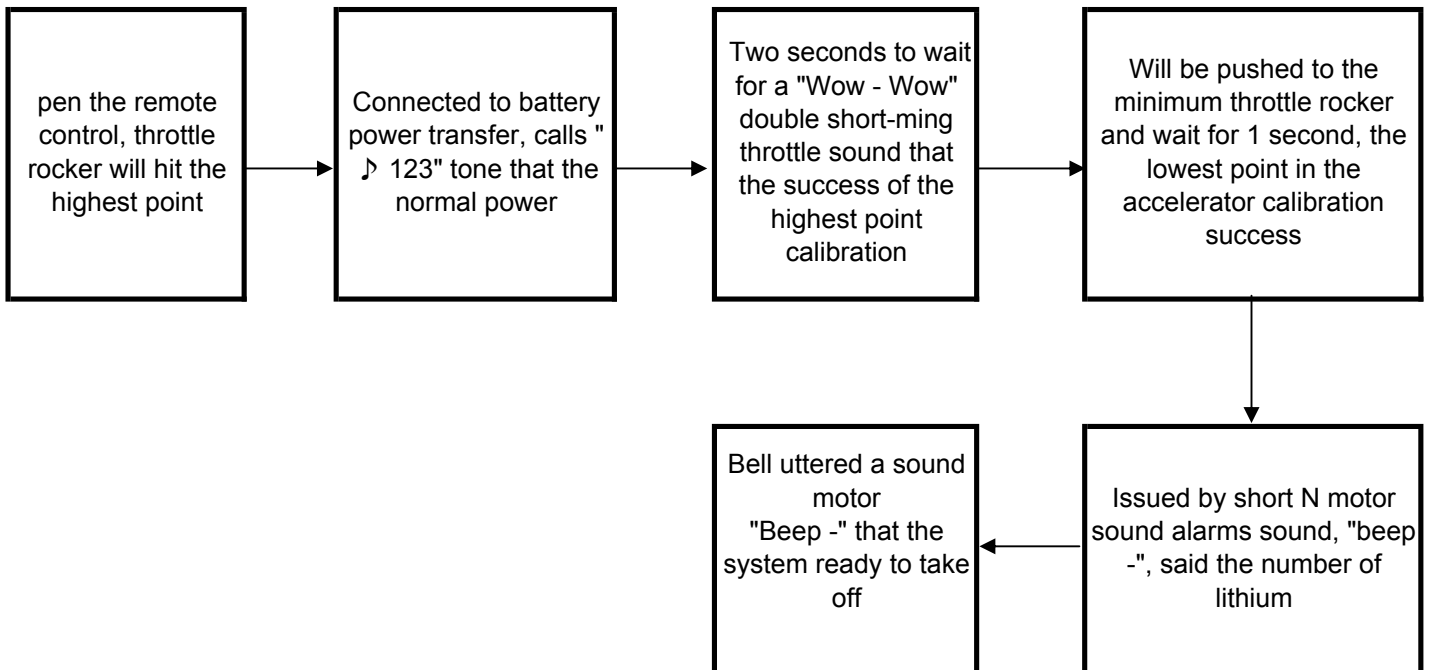 pen the remote
control, throttle
rocker will hit the
highest point
Connected to battery
power transfer, calls "
♪ 123" tone that the
normal power
Two seconds to wait
for a "Wow - Wow"
double short-ming
throttle sound that
the success of the
highest point
calibration
Will be pushed to the
minimum throttle rocker
and wait for 1 second, the
lowest point in the
accelerator calibration
success
Issued by short N motor
sound alarms sound, "beep
-", said the number of
lithium
Bell uttered a sound
motor
"Beep -" that the
system ready to take
off